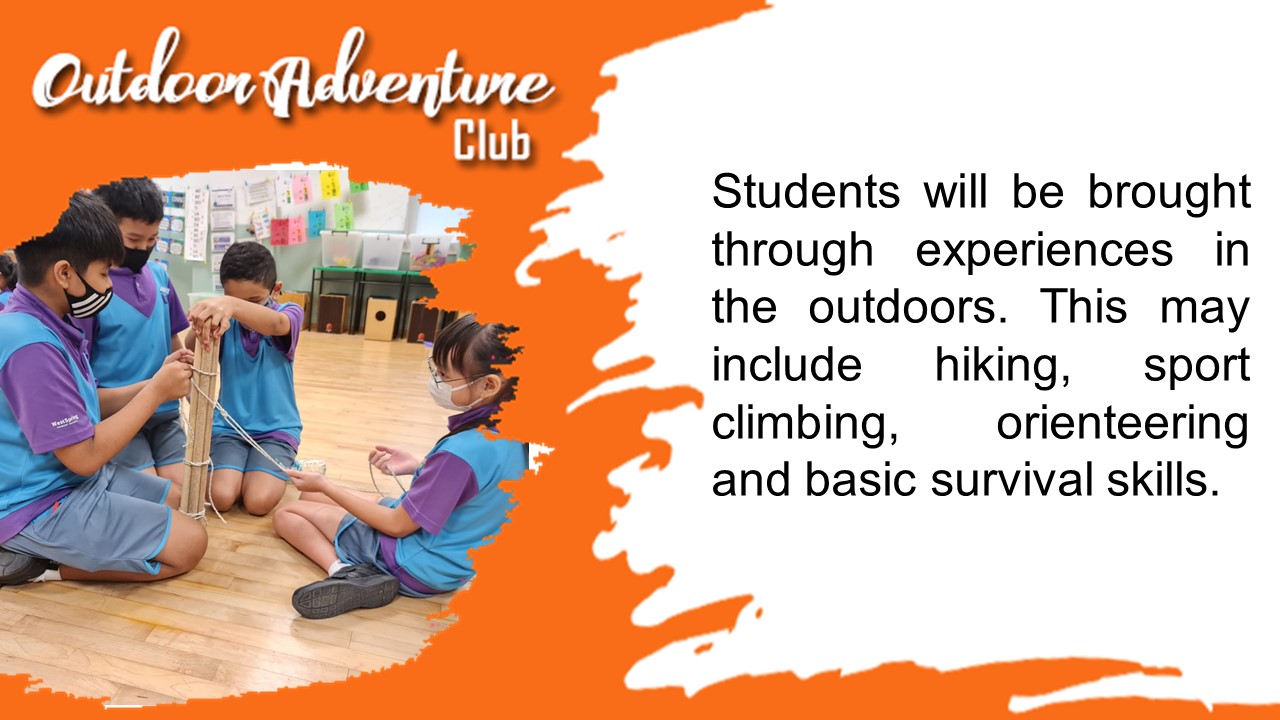 Outdoor Adventure
Club
WestSpring
Students will be brought
through experiences in
the outdoors. This may
include hiking, sport
climbing, orienteering
and basic survival skills.